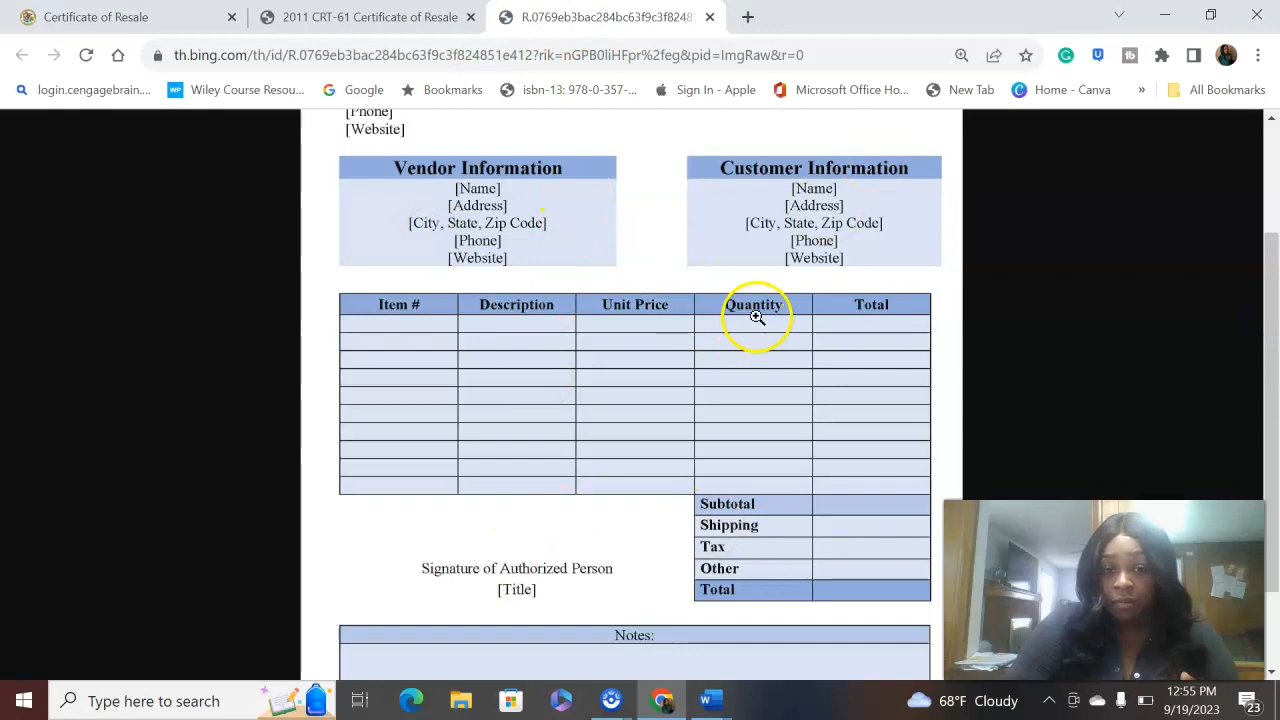 Certificate of Resale
2011 CRT-61 Certificate of Resale
R.0769eb3bac284bc63f9c3f8248
th.bing.com/th/id/R.0769eb3bac284bc63f9c3f824851e412?rik=nGPB0liHFpr%2feg&pid=ImgRaw&r=0
login.cengagebrain....
WP Wiley Course Resou...
Google
Bookmarks
isbn-13: 978-0-357-...
Sign In - Apple
Microsoft Office Ho...
New Tab
Home - Canva
»
All Bookmarks
[Phone]
[Website]
Vendor Information
[Name]
[Address]
[City, State, Zip Code]
[Phone]
[Website]
Customer Information
[Name]
[Address]
[City, State, Zip Code]
[Phone]
[Website]
Item # Description Unit Price Quantity Total
Subtotal
Shipping
Tax
Other
Total
Signature of Authorized Person
[Title]
Notes:
Type here to search
68°F Cloudy
12:55 PM
9/19/2023
23